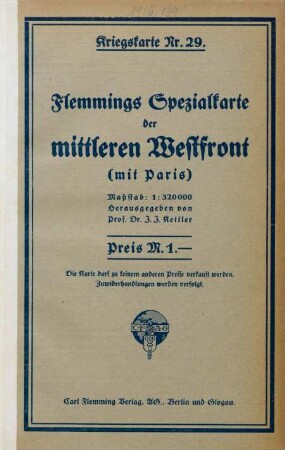 Kriegskarte Nr. 29.
Flemmings Spezialkarte
der
mittleren Westfront
(mit Paris)
Maßstab: 1:320000
Herausgegeben von
Prof. Dr. J. J. Kettler
Preis M. 1.—
Die Karte darf zu keinem anderen Preise verkauft werden.
Zuwiderhandlungen werden verfolgt.
Carl Flemming Verlag, AG., Berlin und Glogau.